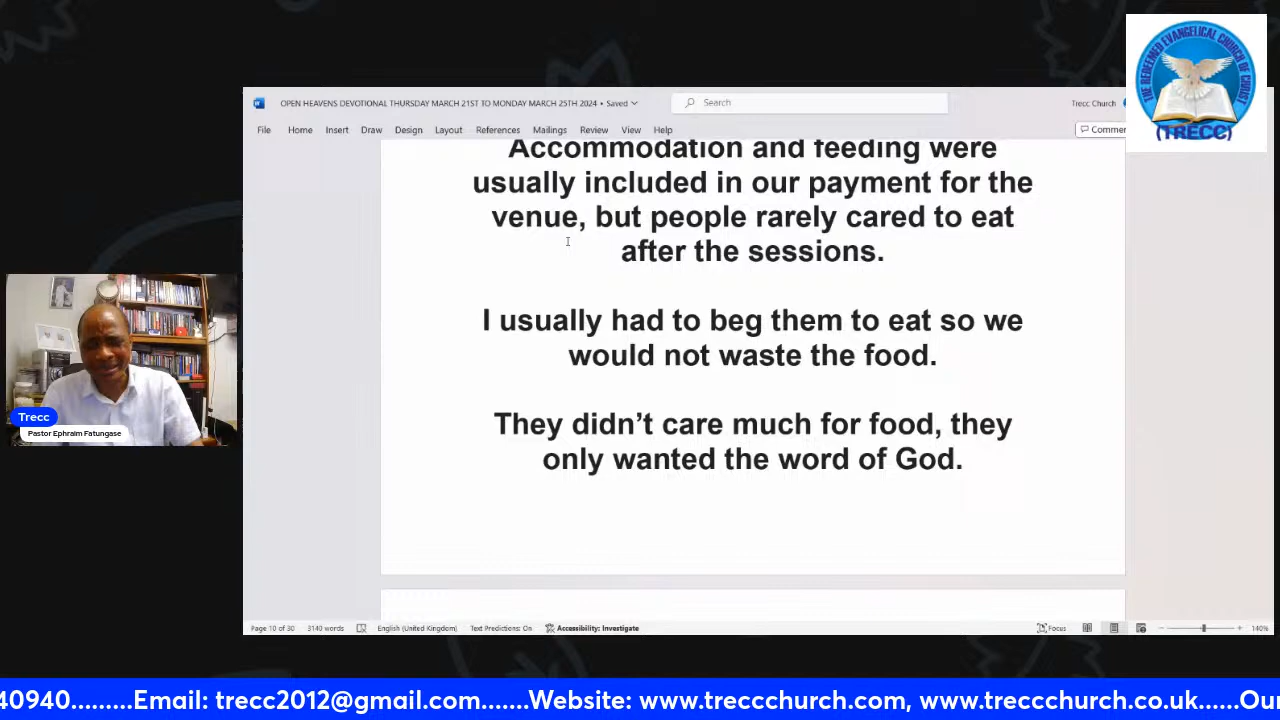 THE REDEEMED EVANGELICAL CHURCH OF CHRIST
(TRECC)
OPEN HEAVENS DEVOTIONAL THURSDAY MARCH 21ST TO MONDAY MARCH 25TH 2024 • Saved
Search
Trecc Church
File Home Insert Draw Design Layout References Mailings Review View Help
Commen
Accommodation and feeding were
usually included in our payment for the
venue, but people rarely cared to eat
after the sessions.
I usually had to beg them to eat so we
would not waste the food.
They didn’t care much for food, they
only wanted the word of God.
Trecc
Pastor Ephraim Fatungase
Page 10 of 30 3140 words English (United Kingdom) Text Predictions: On Accessibility: Investigate Focus 140%
40940.........Email: trecc2012@gmail.com.......Website: www.treccchurch.com, www.treccchurch.co.uk......Ou